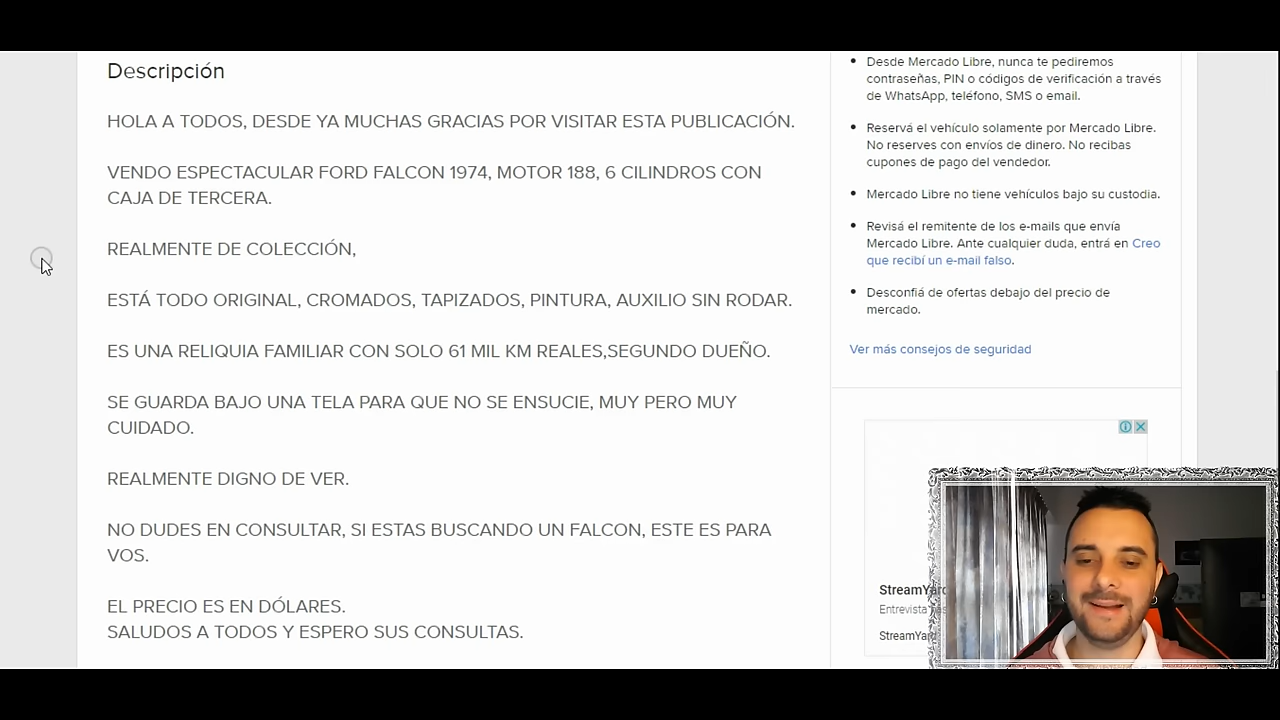 Descripción
HOLA A TODOS, DESDE YA MUCHAS GRACIAS POR VISITAR ESTA PUBLICACIÓN.
VENDO ESPECTACULAR FORD FALCON 1974, MOTOR 188, 6 CILINDROS CON
CAJA DE TERCERA.
REALMENTE DE COLECCIÓN,
ESTÁ TODO ORIGINAL, CROMADOS, TAPIZADOS, PINTURA, AUXILIO SIN RODAR.
ES UNA RELIQUIA FAMILIAR CON SOLO 61 MIL KM REALES,SEGUNDO DUEÑO.
SE GUARDA BAJO UNA TELA PARA QUE NO SE ENSUCIE, MUY PERO MUY
CUIDADO.
REALMENTE DIGNO DE VER.
NO DUDES EN CONSULTAR, SI ESTAS BUSCANDO UN FALCON, ESTE ES PARA
VOS.
EL PRECIO ES EN DÓLARES.
SALUDOS A TODOS Y ESPERO SUS CONSULTAS.
Desde Mercado Libre, nunca te pediremos
contraseñas, PIN o códigos de verificación a través
de WhatsApp, teléfono, SMS o email.
Reservá el vehículo solamente por Mercado Libre.
No reserves con envíos de dinero. No recibas
cupones de pago del vendedor.
Mercado Libre no tiene vehículos bajo su custodia.
Revisá el remitente de los e-mails que envía
Mercado Libre. Ante cualquier duda, entrá en Creo
que recibí un e-mail falso.
Desconfiá de ofertas debajo del precio de
mercado.
Ver más consejos de seguridad
StreamYard
Entrevista
StreamYard